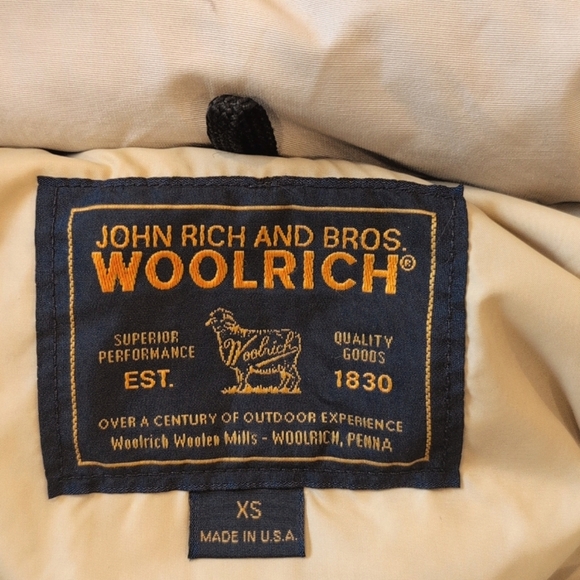 JOHN RICH AND BROS.
WOOLRICH®
SUPERIOR PERFORMANCE
Woolrich
QUALITY GOODS
EST.
1830
OVER A CENTURY OF OUTDOOR EXPERIENCE
Woolrich Woolen Mills - WOOLRICH, PENNA
XS
MADE IN U.S.A.